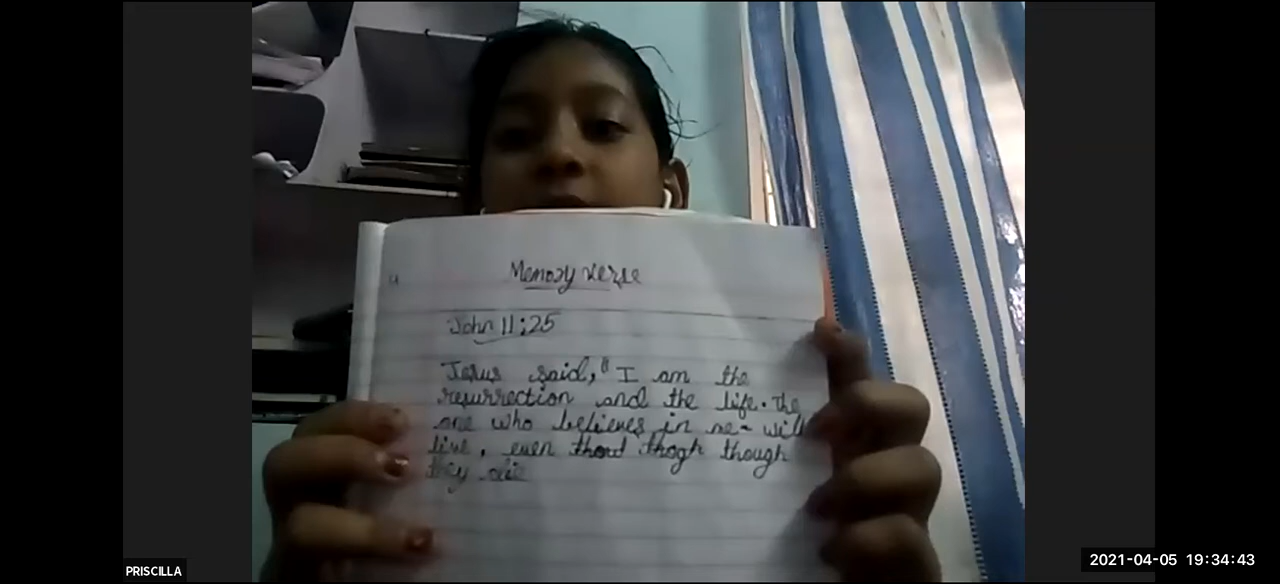 Memory verse
John 11:25
Jesus said, "I am the
resurrection and the life. The
one who believes in me will
live, even thoud thogh though
they die
PRISCILLA
2021-04-05 19:34:43